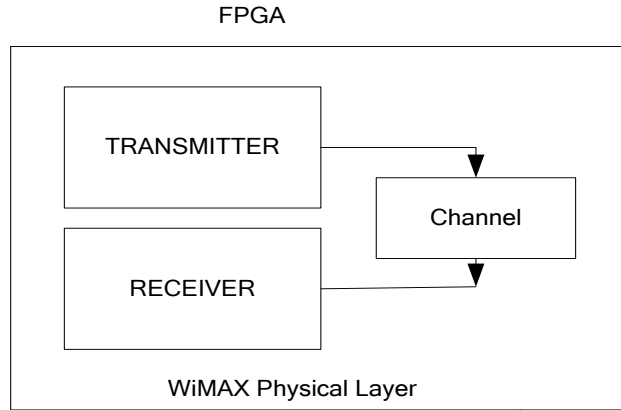 FPGA
TRANSMITTER
Channel
RECEIVER
WiMAX Physical Layer